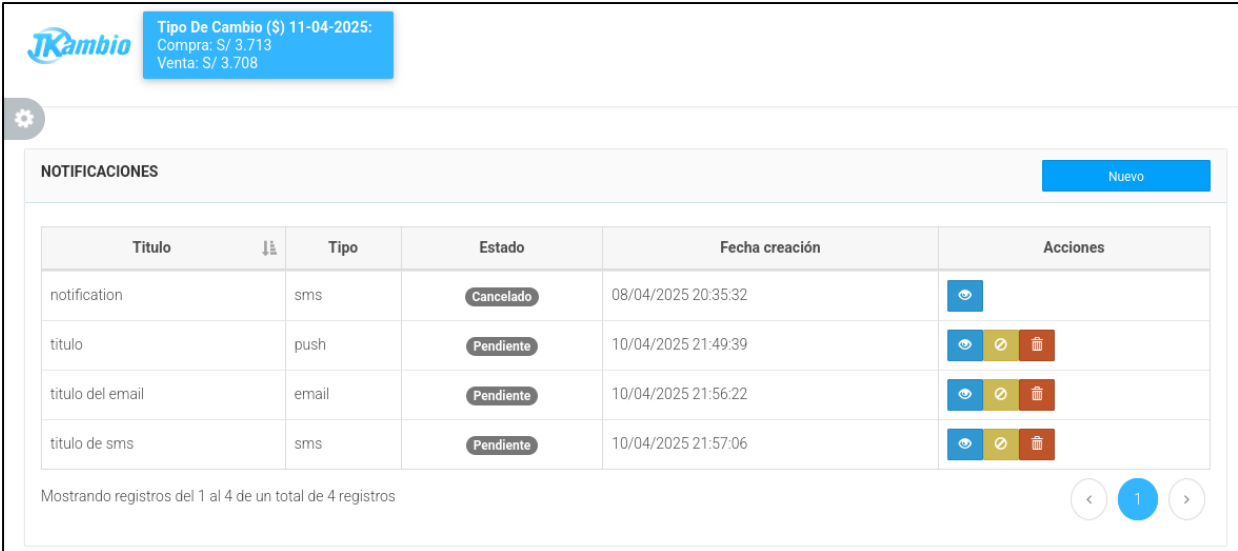 JKambio
Tipo De Cambio ($) 11-04-2025:
Compra: S/ 3.713
Venta: S/ 3.708
NOTIFICACIONES
Nuevo
Titulo Tipo Estado Fecha creación Acciones
notification sms Cancelado 08/04/2025 20:35:32
titulo push Pendiente 10/04/2025 21:49:39
titulo del email email Pendiente 10/04/2025 21:56:22
titulo de sms sms Pendiente 10/04/2025 21:57:06
Mostrando registros del 1 al 4 de un total de 4 registros
1